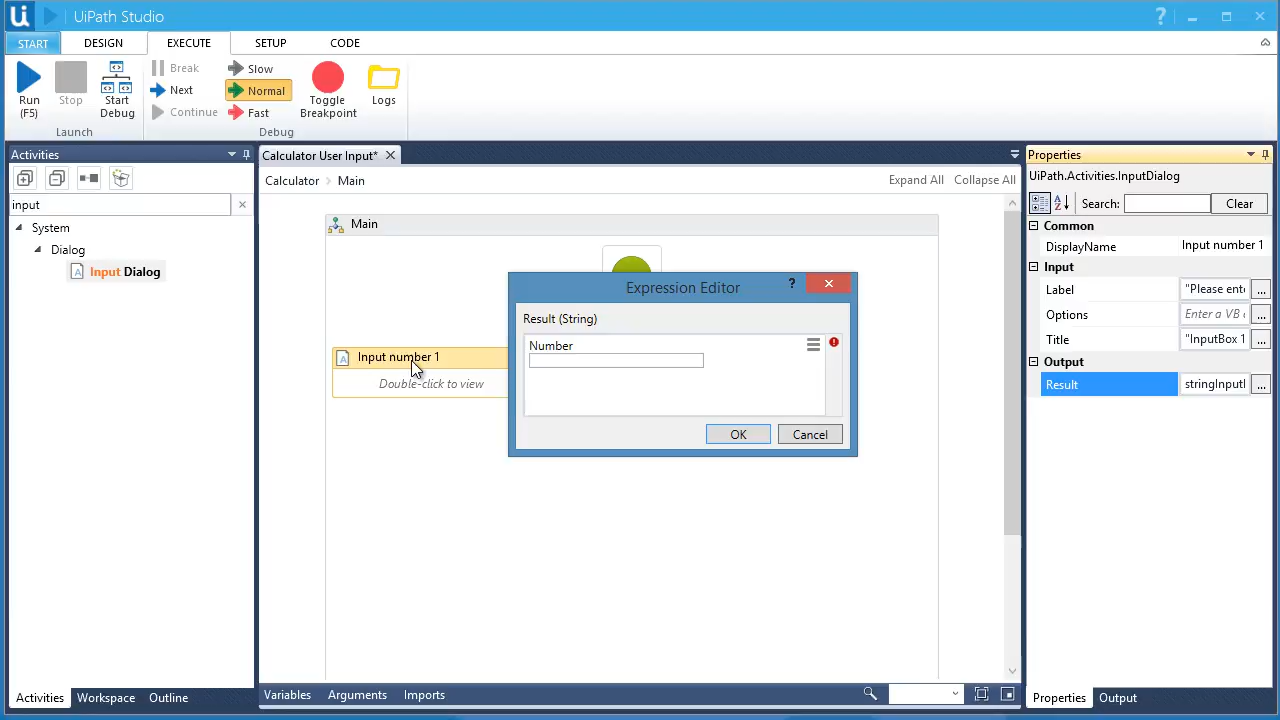 UiPath Studio
START
DESIGN
EXECUTE
SETUP
CODE
Run
(F5)
Stop
Start
Debug
Launch
Break
Next
Continue
Slow
Normal
Fast
Toggle
Breakpoint
Logs
Debug
Activities
input
System
Dialog
Input Dialog
Calculator User Input*
Calculator
Main
Expand All
Collapse All
Main
Input number 1
Double-click to view
Expression Editor
Result (String)
Number
OK
Cancel
Properties
UiPath.Activities.InputDialog
Search:
Clear
Common
DisplayName
Input number 1
Input
Label
"Please ente
...
Options
Enter a VB e
...
Title
"InputBox 1
...
Output
Result
stringInputI
...
Activities
Workspace
Outline
Variables
Arguments
Imports
Properties
Output